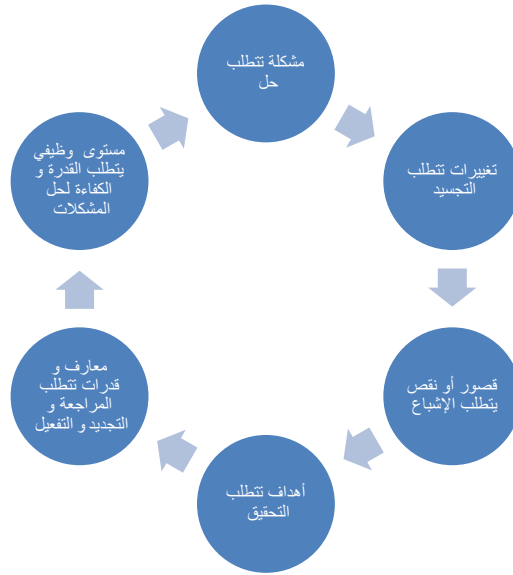 مشكلة تتطلب
حل
تغييرات تتطلب
التجسيد
قصور أو نقص
يتطلب الإشباع
أهداف تتطلب
التحقيق
معارف و
قدرات تتطلب
المراجعة و
التجديد و التفعيل
مستوى وظيفي
يتطلب القدرة و
الكفاءة لحل
المشكلات